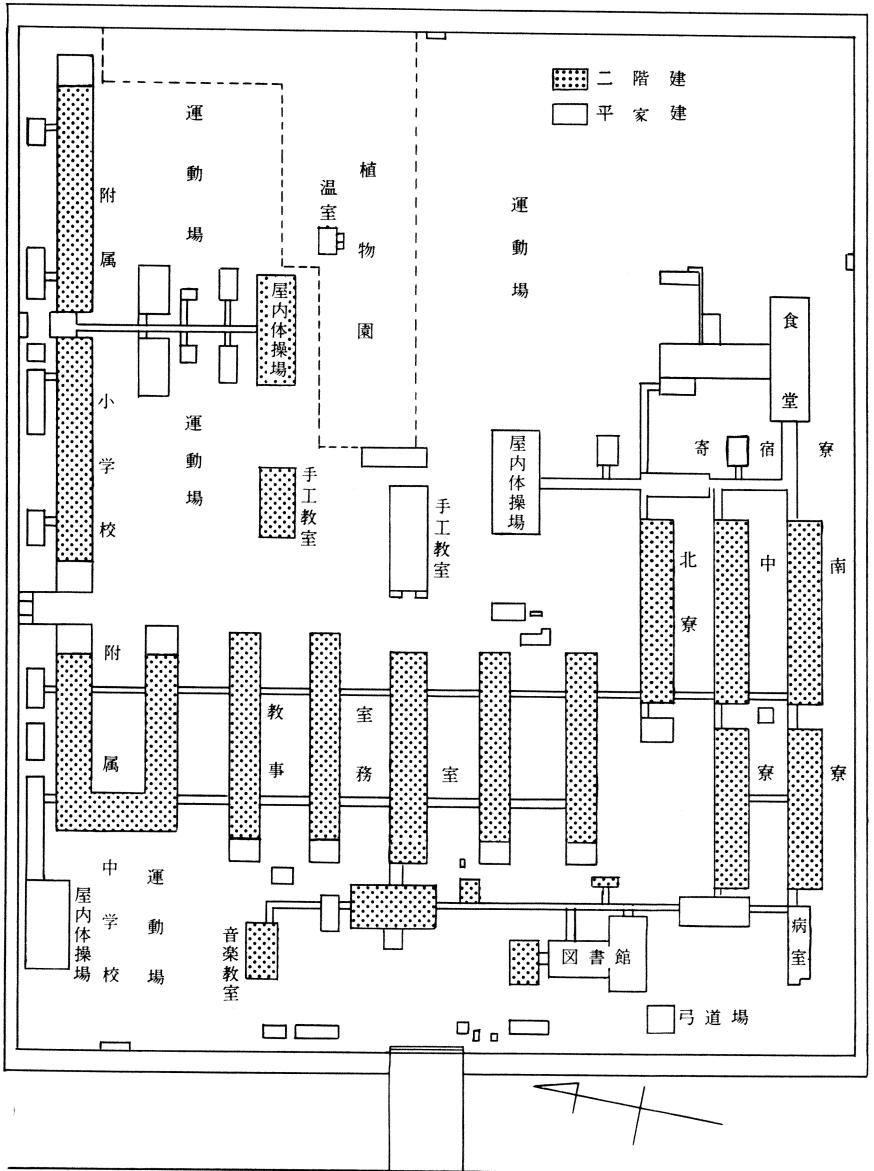 二階建
平家建
運動場
附属小学校
温室
植物園
運動場
屋内体操場
運動場
食堂
手工教室
手工教室
屋内体操場
寄宿寮
北寮
中寮
南寮
附属中学校
教室
事務室
運動場
屋内体操場
音楽教室
図書館
病室
弓道場